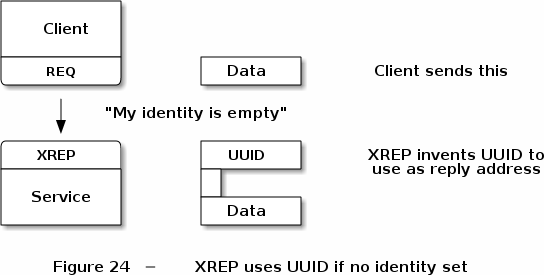 Client
REQ
Data
Client sends this
"My identity is empty"
XREP
UUID
XREP invents UUID to
use as reply address
Service
Data
Figure 24 – XREP uses UUID if no identity set